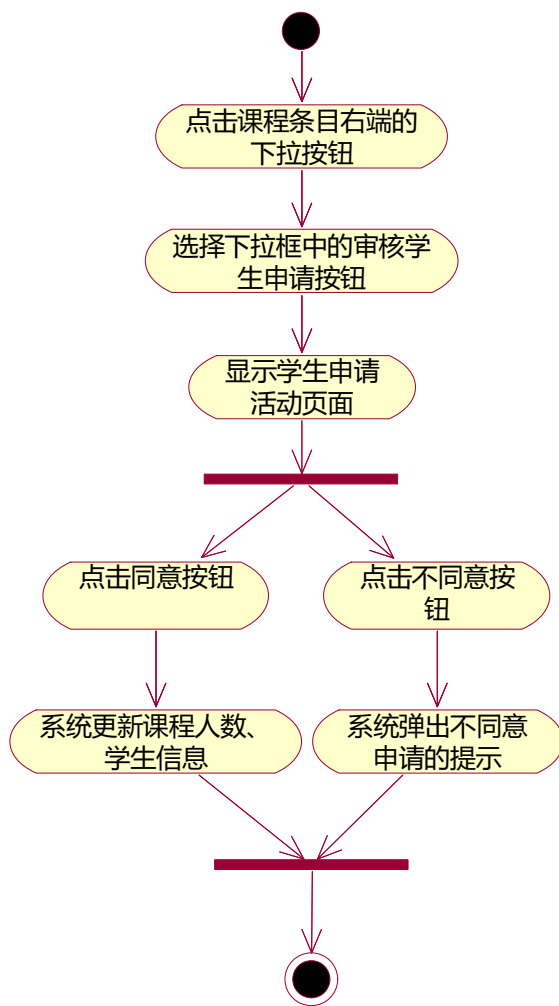 点击课程条目右端的
下拉按钮
选择下拉框中的审核学
生申请按钮
显示学生申请
活动页面
点击同意按钮
点击不同意按
钮
系统更新课程人数、
学生信息
系统弹出不同意
申请的提示